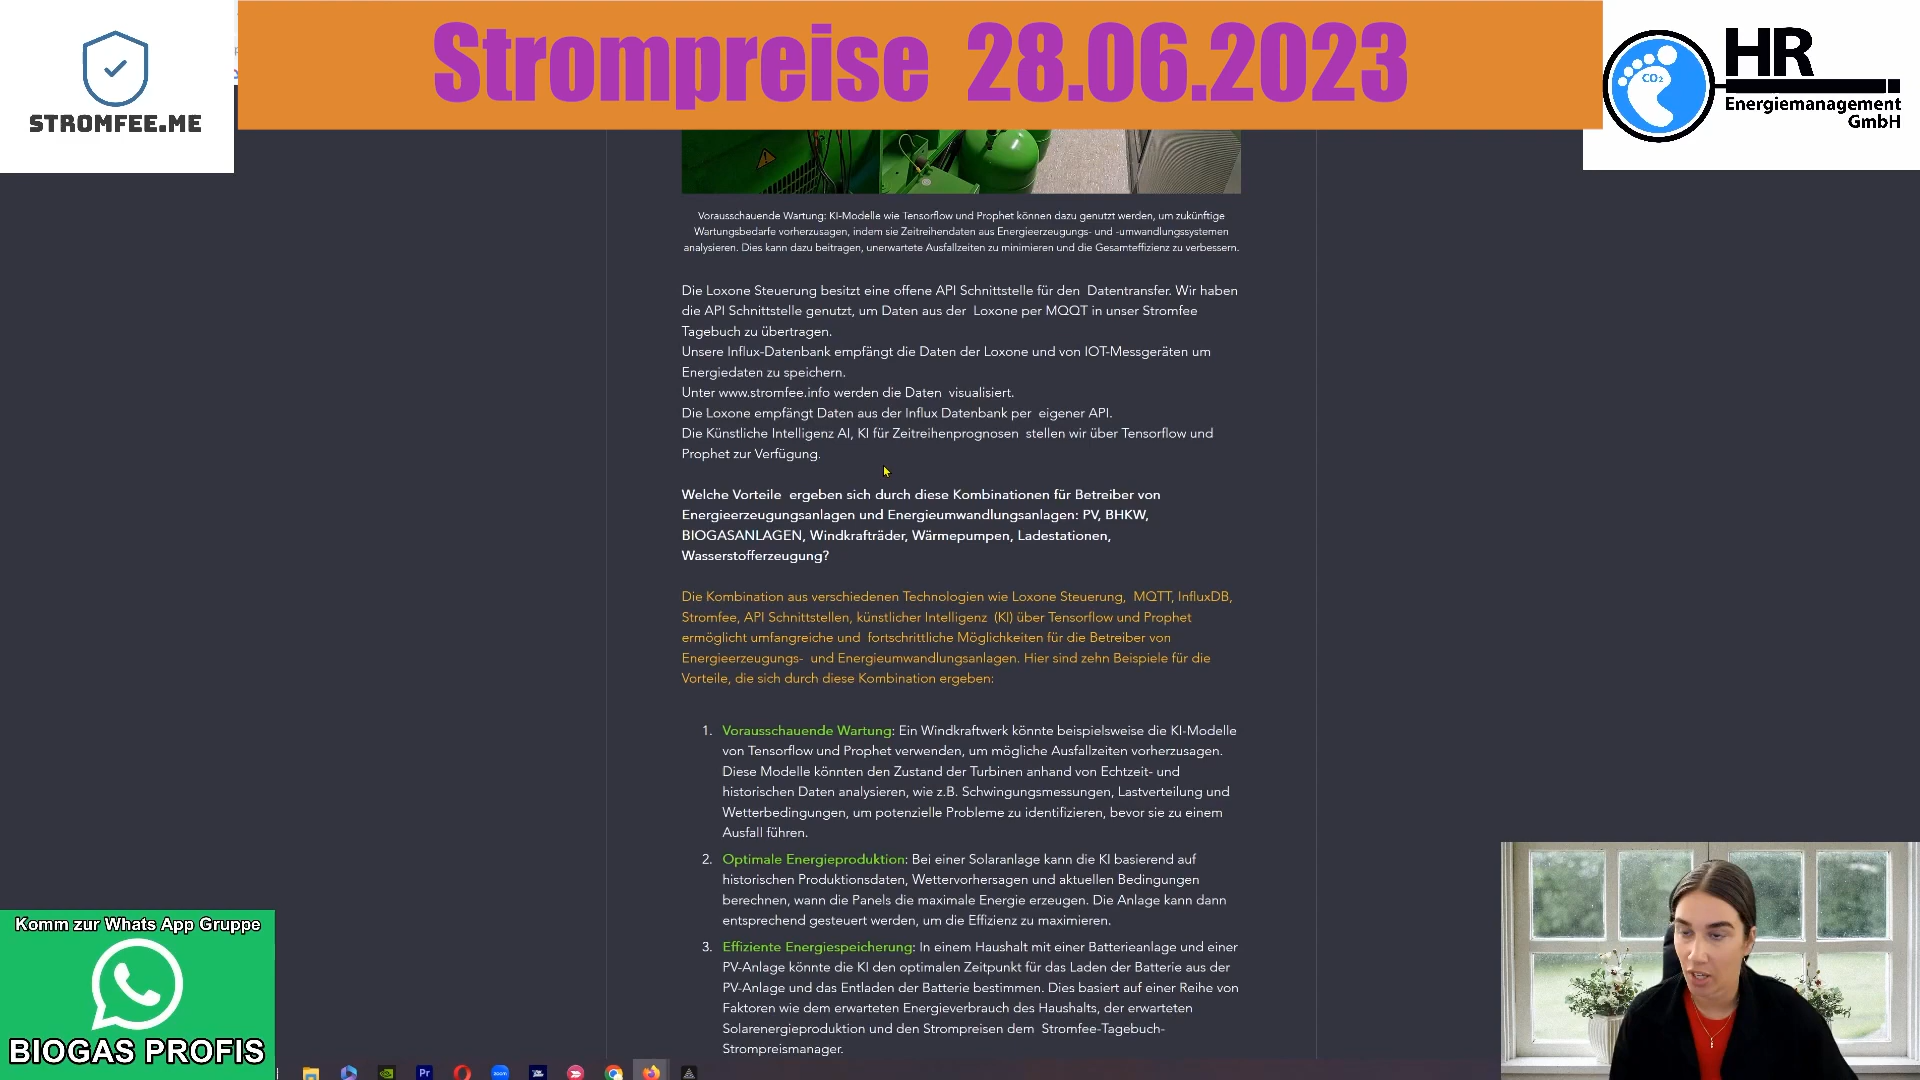 STROMFEE.ME
Strompreise 28.06.2023
CO₂
HR
Energiemanagement
GmbH
Vorausschauende Wartung: KI-Modelle wie Tensorflow und Prophet können dazu genutzt werden, um zukünftige
Wartungsbedarfe vorherzusagen, indem sie Zeitreihendaten aus Energieerzeugungs- und -umwandlungssystemen
analysieren. Dies kann dazu beitragen, unerwartete Ausfallzeiten zu minimieren und die Gesamteffizienz zu verbessern.
Die Loxone Steuerung besitzt eine offene API Schnittstelle für den Datentransfer. Wir haben
die API Schnittstelle genutzt, um Daten aus der Loxone per MQQT in unser Stromfee
Tagebuch zu übertragen.
Unsere Influx-Datenbank empfängt die Daten der Loxone und von IOT-Messgeräten um
Energiedaten zu speichern.
Unter www.stromfee.info werden die Daten visualisiert.
Die Loxone empfängt Daten aus der Influx Datenbank per eigener API.
Die Künstliche Intelligenz AI, KI für Zeitreihenprognosen stellen wir über Tensorflow und
Prophet zur Verfügung.
Welche Vorteile ergeben sich durch diese Kombinationen für Betreiber von
Energieerzeugungsanlagen und Energieumwandlungsanlagen: PV, BHKW,
BIOGASANLAGEN, Windkrafträder, Wärmepumpen, Ladestationen,
Wasserstofferzeugung?
Die Kombination aus verschiedenen Technologien wie Loxone Steuerung, MQTT, InfluxDB,
Stromfee, API Schnittstellen, künstlicher Intelligenz (KI) über Tensorflow und Prophet
ermöglicht umfangreiche und fortschrittliche Möglichkeiten für die Betreiber von
Energieerzeugungs- und Energieumwandlungsanlagen. Hier sind zehn Beispiele für die
Vorteile, die sich durch diese Kombination ergeben:
1. Vorausschauende Wartung: Ein Windkraftwerk könnte beispielsweise die KI-Modelle
von Tensorflow und Prophet verwenden, um mögliche Ausfallzeiten vorherzusagen.
Diese Modelle könnten den Zustand der Turbinen anhand von Echtzeit- und
historischen Daten analysieren, wie z.B. Schwingungsmessungen, Lastverteilung und
Wetterbedingungen, um potenzielle Probleme zu identifizieren, bevor sie zu einem
Ausfall führen.
2. Optimale Energieproduktion: Bei einer Solaranlage kann die KI basierend auf
historischen Produktionsdaten, Wettervorhersagen und aktuellen Bedingungen
berechnen, wann die Panels die maximale Energie erzeugen. Die Anlage kann dann
entsprechend gesteuert werden, um die Effizienz zu maximieren.
3. Effiziente Energiespeicherung: In einem Haushalt mit einer Batterieanlage und einer
PV-Anlage könnte die KI den optimalen Zeitpunkt für das Laden der Batterie aus der
PV-Anlage und das Entladen der Batterie bestimmen. Dies basiert auf einer Reihe von
Faktoren wie dem erwarteten Energieverbrauch des Haushalts, der erwarteten
Solarenergieproduktion und den Strompreisen dem Stromfee-Tagebuch-
Strompreismanager.
Komm zur Whats App Gruppe
BIOGAS PROFIS
Pr
zoom